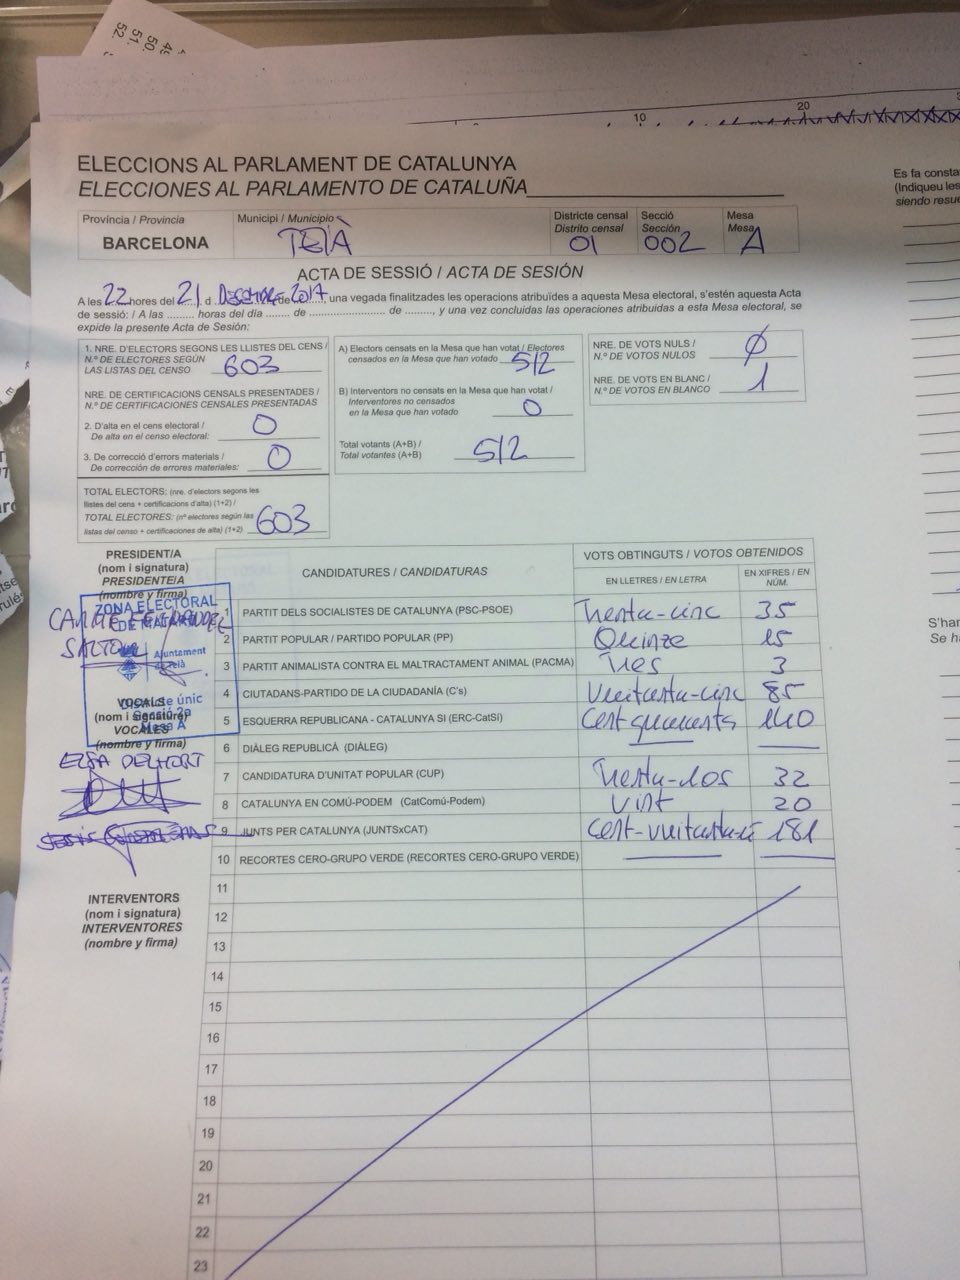 52.
51.
50.
10
20
ELECCIONS AL PARLAMENT DE CATALUNYA
ELECCIONES AL PARLAMENTO DE CATALUÑA
Província / Provincia
BARCELONA
Municipi / Municipio
TEIÀ
Districte censal
Distrito censal
01
Secció
Sección
002
Mesa
Mesa
A
ACTA DE SESSIÓ / ACTA DE SESIÓN
A les 22 hores del 21 d Desembre de 2017 una vegada finalitzades les operacions atribuïdes a aquesta Mesa electoral, s'estén aquesta Acta
de sessió: / A las ........ horas del día ........ de ........................ de ........, y una vez concluidas las operaciones atribuidas a esta Mesa electoral, se
expide la presente Acta de Sesión:
1. NRE. D'ELECTORS SEGONS LES LLISTES DEL CENS /
N.º DE ELECTORES SEGÚN
LAS LISTAS DEL CENSO 603
NRE. DE CERTIFICACIONS CENSALS PRESENTADES /
N.º DE CERTIFICACIONES CENSALES PRESENTADAS
2. D'alta en el cens electoral /
De alta en el censo electoral: 0
3. De correcció d'errors materials /
De corrección de errores materiales: 0
TOTAL ELECTORS: (nre. d'electors segons les
llistes del cens + certificacions d'alta) (1+2) /
TOTAL ELECTORES: (nº electores según las
listas del censo + certificaciones de alta) (1+2) 603
A) Electors censats en la Mesa que han votat / Electores
censados en la Mesa que han votado 512
B) Interventors no censats en la Mesa que han votat /
Interventores no censados
en la Mesa que han votado 0
Total votants (A+B) /
Total votantes (A+B) 512
NRE. DE VOTS NULS /
N.º DE VOTOS NULOS Ø
NRE. DE VOTS EN BLANC /
N.º DE VOTOS EN BLANCO 1
PRESIDENT/A
(nom i signatura)
PRESIDENTE/A
(nombre y firma)
ZONA ELECTORAL
DE MATARÓ
Ajuntament
de Teià
Districte únic
Secció 2a
Mesa A
VOCALS
(nom i signatura)
VOCALES
(nombre y firma)
INTERVENTORS
(nom i signatura)
INTERVENTORES
(nombre y firma)
CANDIDATURES / CANDIDATURAS
VOTS OBTINGUTS / VOTOS OBTENIDOS
EN LLETRES / EN LETRA
EN XIFRES / EN NÚM.
1 PARTIT DELS SOCIALISTES DE CATALUNYA (PSC-PSOE) Trenta-cinc 35
2 PARTIT POPULAR / PARTIDO POPULAR (PP) Quinze 15
3 PARTIT ANIMALISTA CONTRA EL MALTRACTAMENT ANIMAL (PACMA) Tres 3
4 CIUTADANS-PARTIDO DE LA CIUDADANÍA (C's) Vuitanta-cinc 85
5 ESQUERRA REPUBLICANA - CATALUNYA SI (ERC-CatSí) Cent quaranta 140
6 DIÀLEG REPUBLICÀ (DIÀLEG)
7 CANDIDATURA D'UNITAT POPULAR (CUP) Trenta-dos 32
8 CATALUNYA EN COMÚ-PODEM (CatComú-Podem) Vint 20
9 JUNTS PER CATALUNYA (JUNTSxCAT) Cent-vuitanta-u 181
10 RECORTES CERO-GRUPO VERDE (RECORTES CERO-GRUPO VERDE)
11
12
13
14
15
16
17
18
19
20
21
22
23
Es fa consta
(Indiqueu les
siendo resue
S'han
Se ha